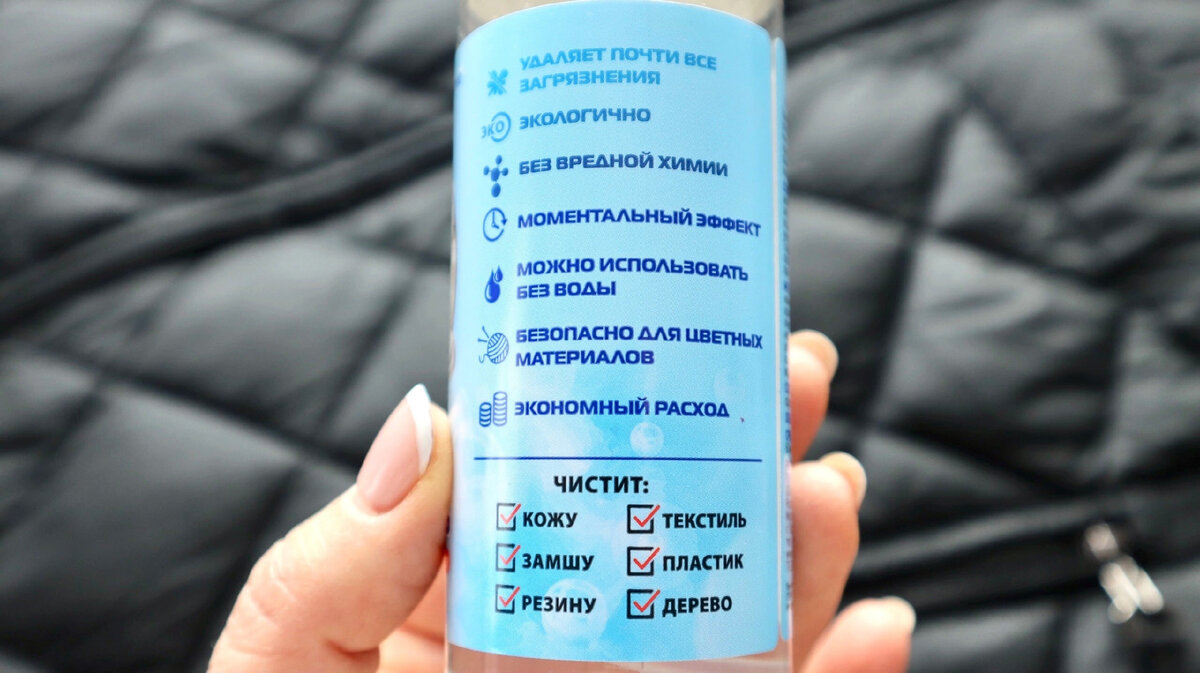 УДАЛЯЕТ ПОЧТИ ВСЕ
ЗАГРЯЗНЕНИЯ
ЭКО ЭКОЛОГИЧНО
БЕЗ ВРЕДНОЙ ХИМИИ
МОМЕНТАЛЬНЫЙ ЭФФЕКТ
МОЖНО ИСПОЛЬЗОВАТЬ
БЕЗ ВОДЫ
БЕЗОПАСНО ДЛЯ ЦВЕТНЫХ
МАТЕРИАЛОВ
ЭКОНОМНЫЙ РАСХОД
ЧИСТИТ:
КОЖУ ТЕКСТИЛЬ
ЗАМШУ ПЛАСТИК
РЕЗИНУ ДЕРЕВО